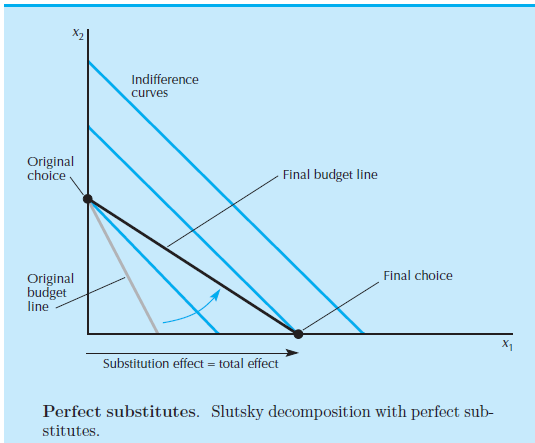 x2
Indifference
curves
Original
choice
Final budget line
Original
budget
line
Final choice
x1
Substitution effect = total effect
Perfect substitutes. Slutsky decomposition with perfect sub-
stitutes.